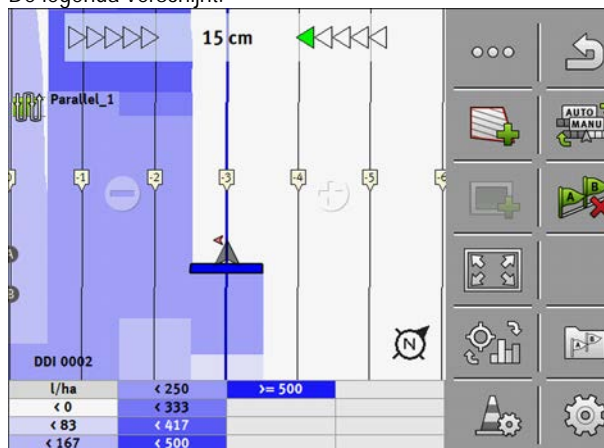 De legenda verschijnt:
15 cm
AUTO
MANU
Parallel_1
-1
-2
-3
-4
-5
A B
A
B
N
DDI 0002
A B
l/ha
< 250
>= 500
< 0
< 333
< 83
< 417
< 167
< 500